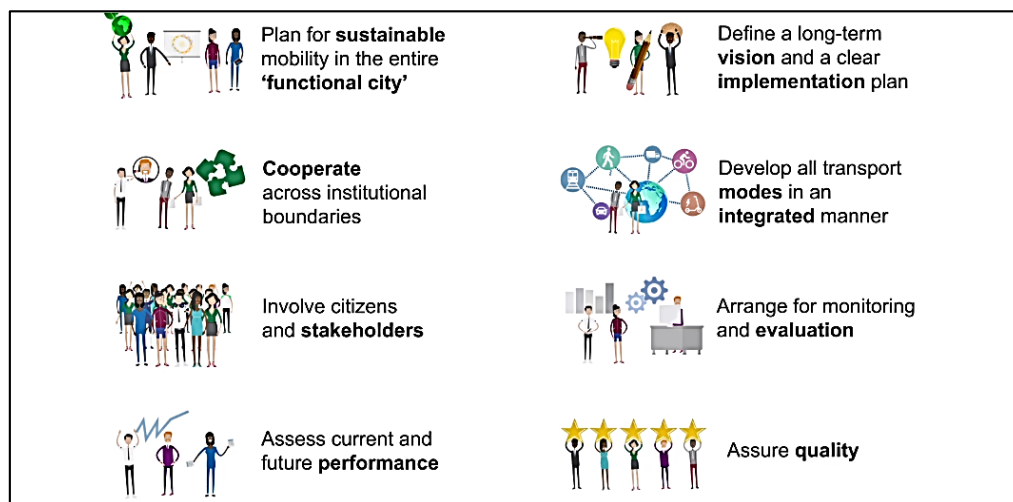 Plan for sustainable
mobility in the entire
‘functional city’
Cooperate
across institutional
boundaries
Involve citizens
and stakeholders
Assess current and
future performance
Define a long-term
vision and a clear
implementation plan
Develop all transport
modes in an
integrated manner
Arrange for monitoring
and evaluation
Assure quality